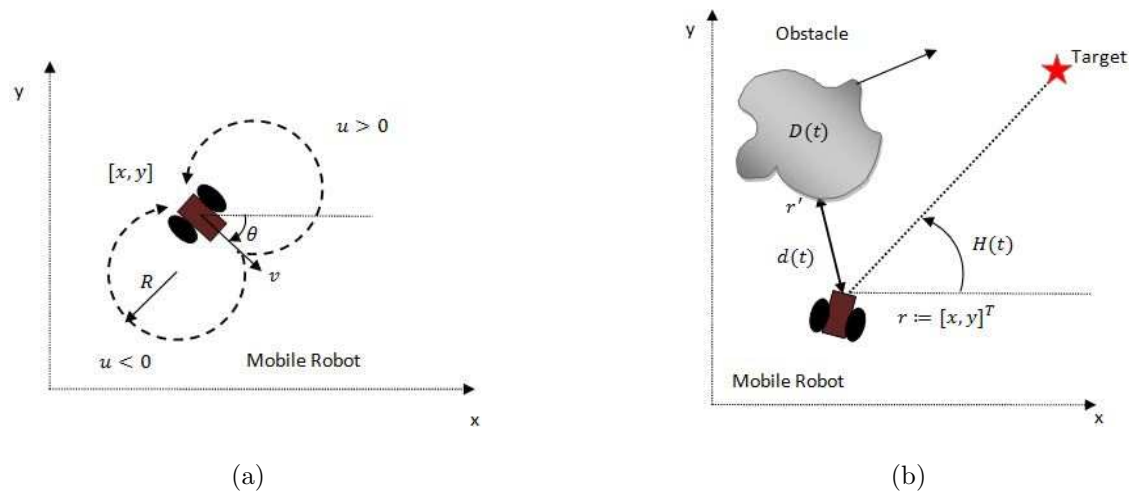 y
u > 0
[x, y]
θ
v
R
u < 0
Mobile Robot
x
(a)
y
Obstacle
Target
D(t)
r′
d(t)
H(t)
r ≔ [x, y]ᵀ
Mobile Robot
x
(b)